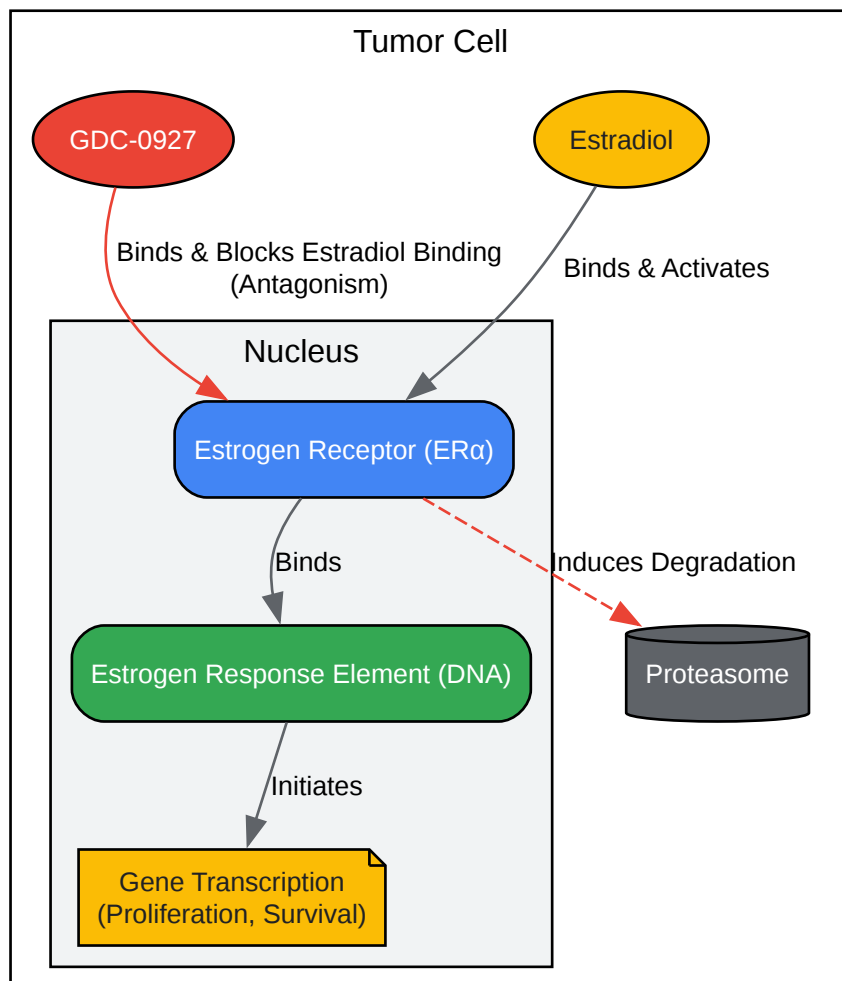 Tumor Cell
GDC-0927
Estradiol
Binds & Blocks Estradiol Binding
(Antagonism)
Binds & Activates
Nucleus
Estrogen Receptor (ERα)
Binds
Induces Degradation
Estrogen Response Element (DNA)
Proteasome
Initiates
Gene Transcription
(Proliferation, Survival)